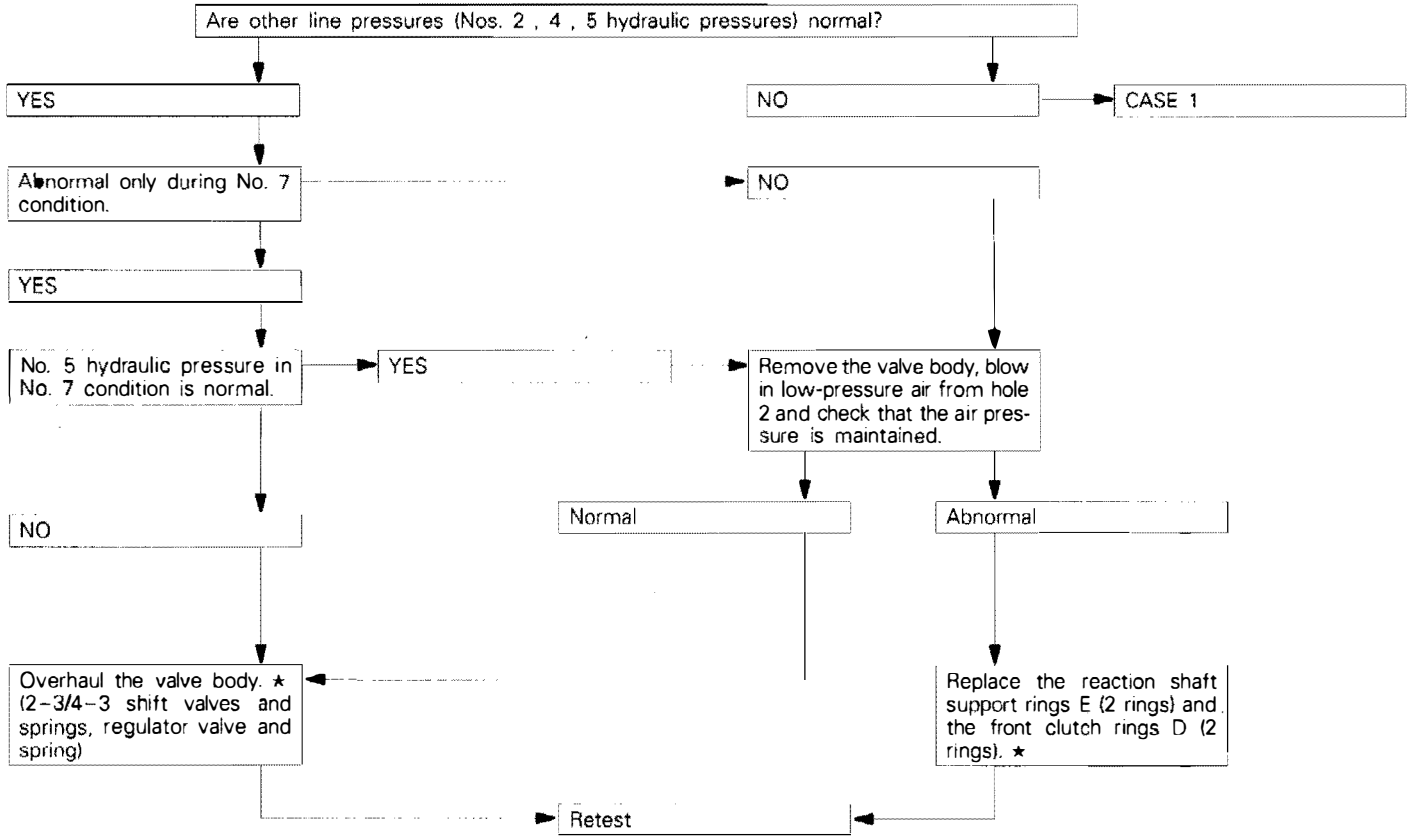 Are other line pressures (Nos. 2 , 4 , 5 hydraulic pressures) normal?
YES
NO
CASE 1
Abnormal only during No. 7
condition.
NO
YES
No. 5 hydraulic pressure in
No. 7 condition is normal.
YES
Remove the valve body, blow
in low-pressure air from hole
2 and check that the air pres-
sure is maintained.
NO
Normal
Abnormal
Overhaul the valve body. ★
(2–3/4–3 shift valves and
springs, regulator valve and
spring)
Replace the reaction shaft
support rings E (2 rings) and
the front clutch rings D (2
rings). ★
Retest